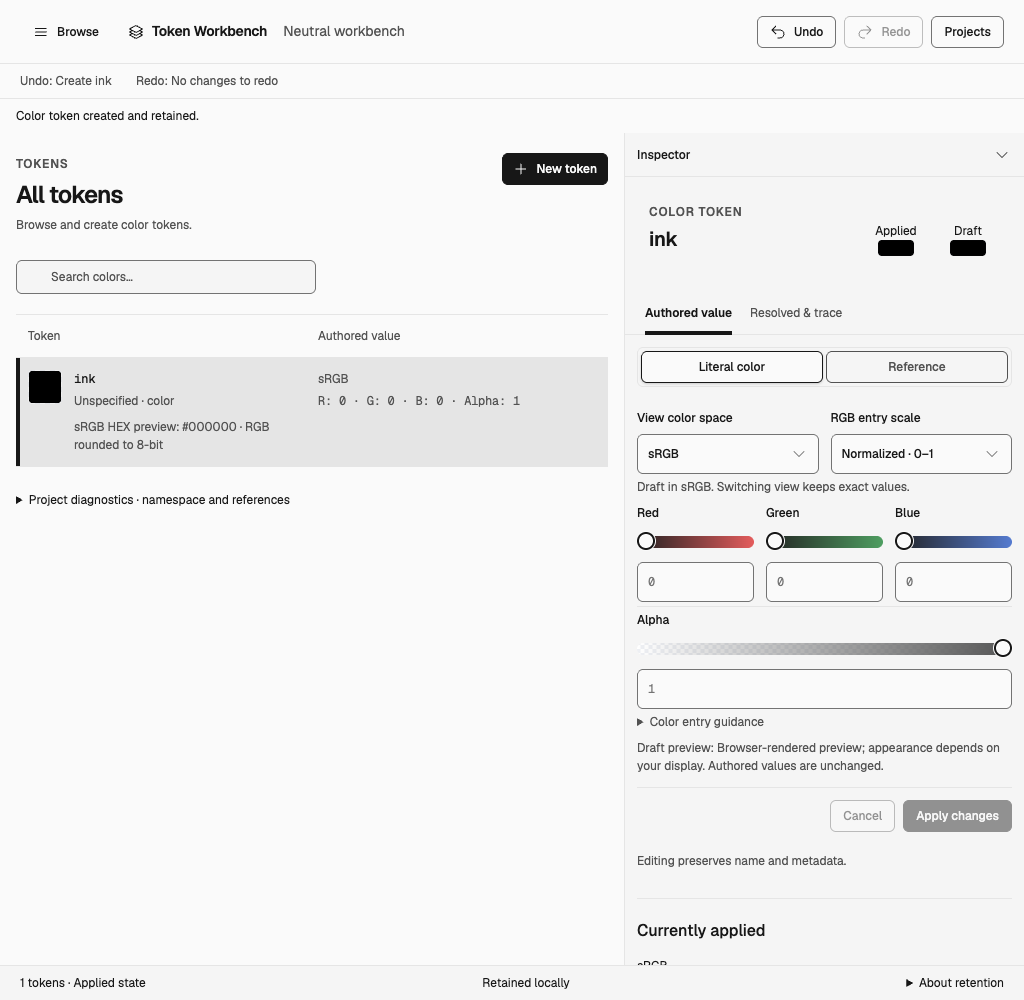 Browse
Token Workbench
Neutral workbench
Undo
Redo
Projects
Undo: Create ink
Redo: No changes to redo
Color token created and retained.
TOKENS
All tokens
Browse and create color tokens.
New token
Search colors…
Token
Authored value
ink
Unspecified · color
sRGB HEX preview: #000000 · RGB
rounded to 8-bit
sRGB
R: 0 · G: 0 · B: 0 · Alpha: 1
Project diagnostics · namespace and references
Inspector
COLOR TOKEN
ink
Applied
Draft
Authored value
Resolved & trace
Literal color
Reference
View color space
RGB entry scale
sRGB
Normalized · 0–1
Draft in sRGB. Switching view keeps exact values.
Red
Green
Blue
0
0
0
Alpha
1
Color entry guidance
Draft preview: Browser-rendered preview; appearance depends on
your display. Authored values are unchanged.
Cancel
Apply changes
Editing preserves name and metadata.
Currently applied
sRGB
1 tokens · Applied state
Retained locally
About retention